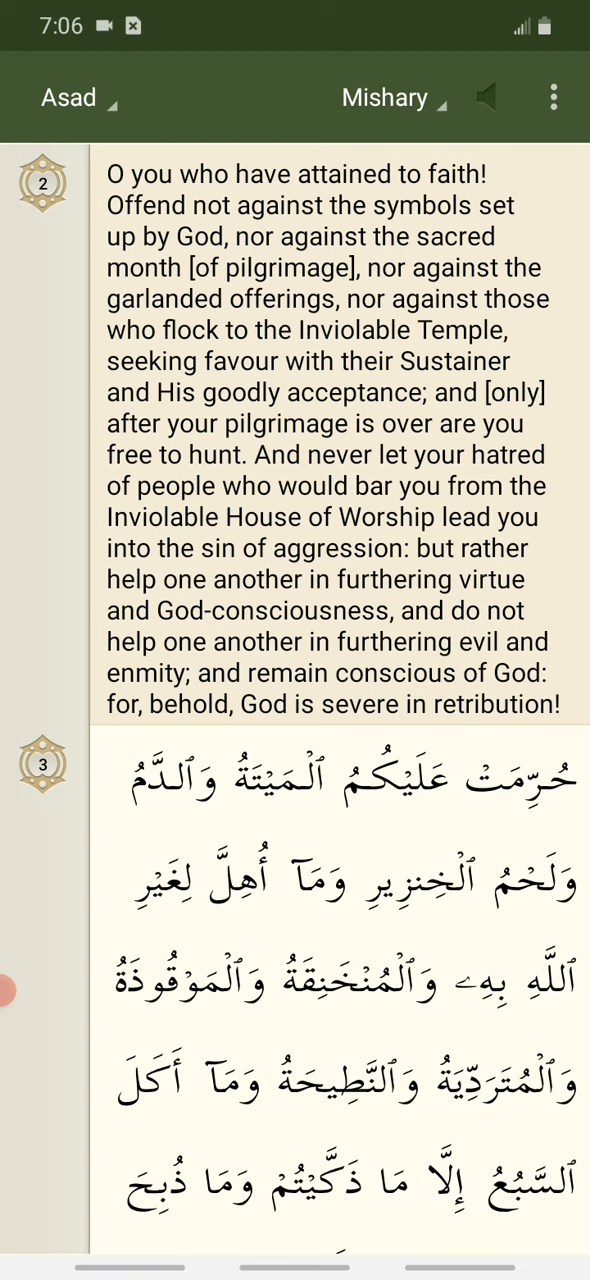 7:06
Asad Mishary
2
O you who have attained to faith!
Offend not against the symbols set
up by God, nor against the sacred
month [of pilgrimage], nor against the
garlanded offerings, nor against those
who flock to the Inviolable Temple,
seeking favour with their Sustainer
and His goodly acceptance; and [only]
after your pilgrimage is over are you
free to hunt. And never let your hatred
of people who would bar you from the
Inviolable House of Worship lead you
into the sin of aggression: but rather
help one another in furthering virtue
and God-consciousness, and do not
help one another in furthering evil and
enmity; and remain conscious of God:
for, behold, God is severe in retribution!
3
حُرِّمَتْ عَلَيْكُمُ ٱلْمَيْتَةُ وَٱلدَّمُ
وَلَحْمُ ٱلْخِنزِيرِ وَمَآ أُهِلَّ لِغَيْرِ
ٱللَّهِ بِهِۦ وَٱلْمُنْخَنِقَةُ وَٱلْمَوْقُوذَةُ
وَٱلْمُتَرَدِّيَةُ وَٱلنَّطِيحَةُ وَمَآ أَكَلَ
ٱلسَّبُعُ إِلَّا مَا ذَكَّيْتُمْ وَمَا ذُبِحَ